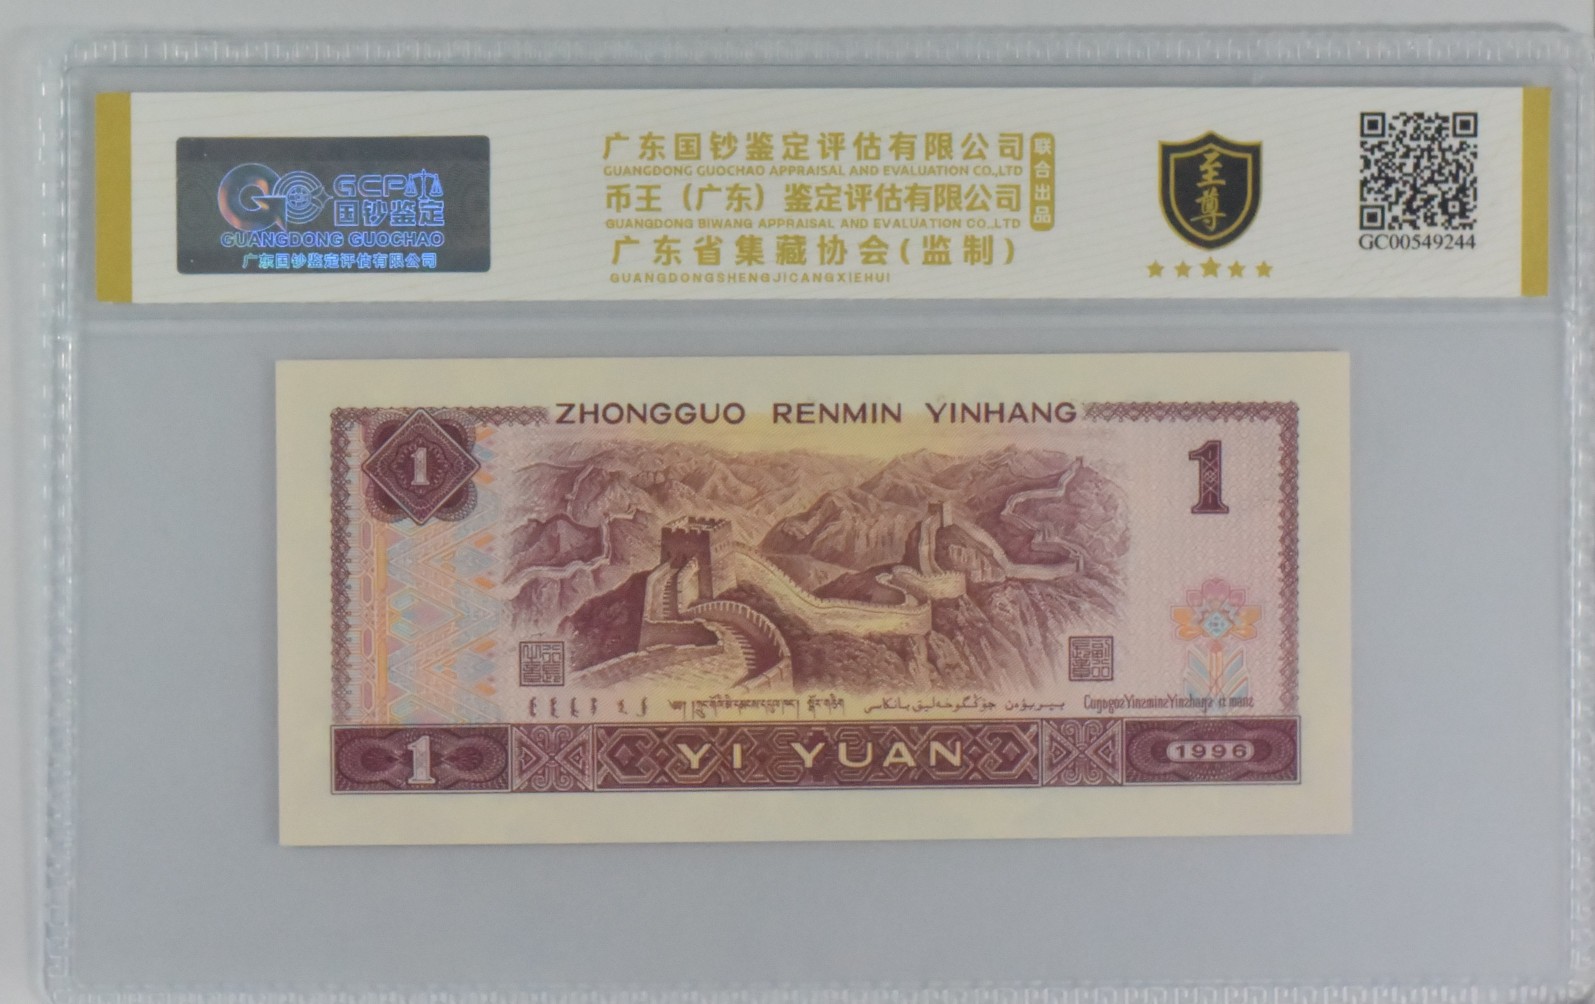 GCP
国钞鉴定
GUANGDONG GUOCHAO
广东国钞鉴定评估有限公司
广东国钞鉴定评估有限公司
GUANGDONG GUOCHAO APPRAISAL AND EVALUATION CO.,LTD
币王（广东）鉴定评估有限公司
GUANGDONG BIWANG APPRAISAL AND EVALUATION CO.,LTD
广东省集藏协会(监制)
GUANGDONGSHENGJICANGXIEHUI
联合出品
至尊
GC00549244
ZHONGGUO RENMIN YINHANG
1
1
1
YI YUAN
1996